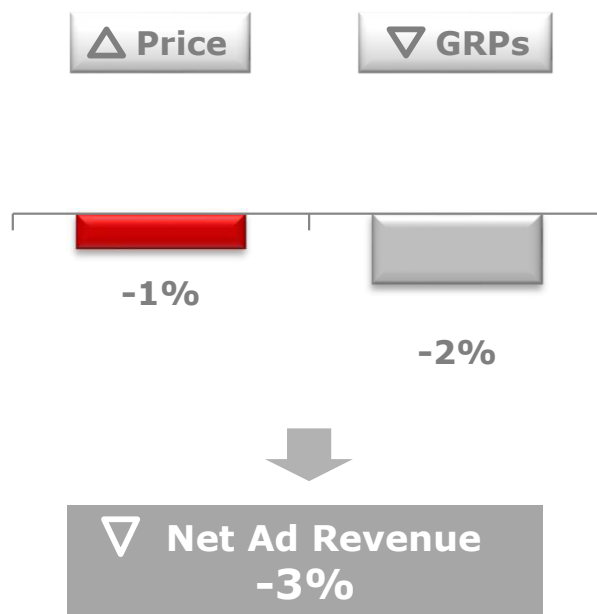 △ Price
▽ GRPs
-1%
-2%
▽ Net Ad Revenue
-3%